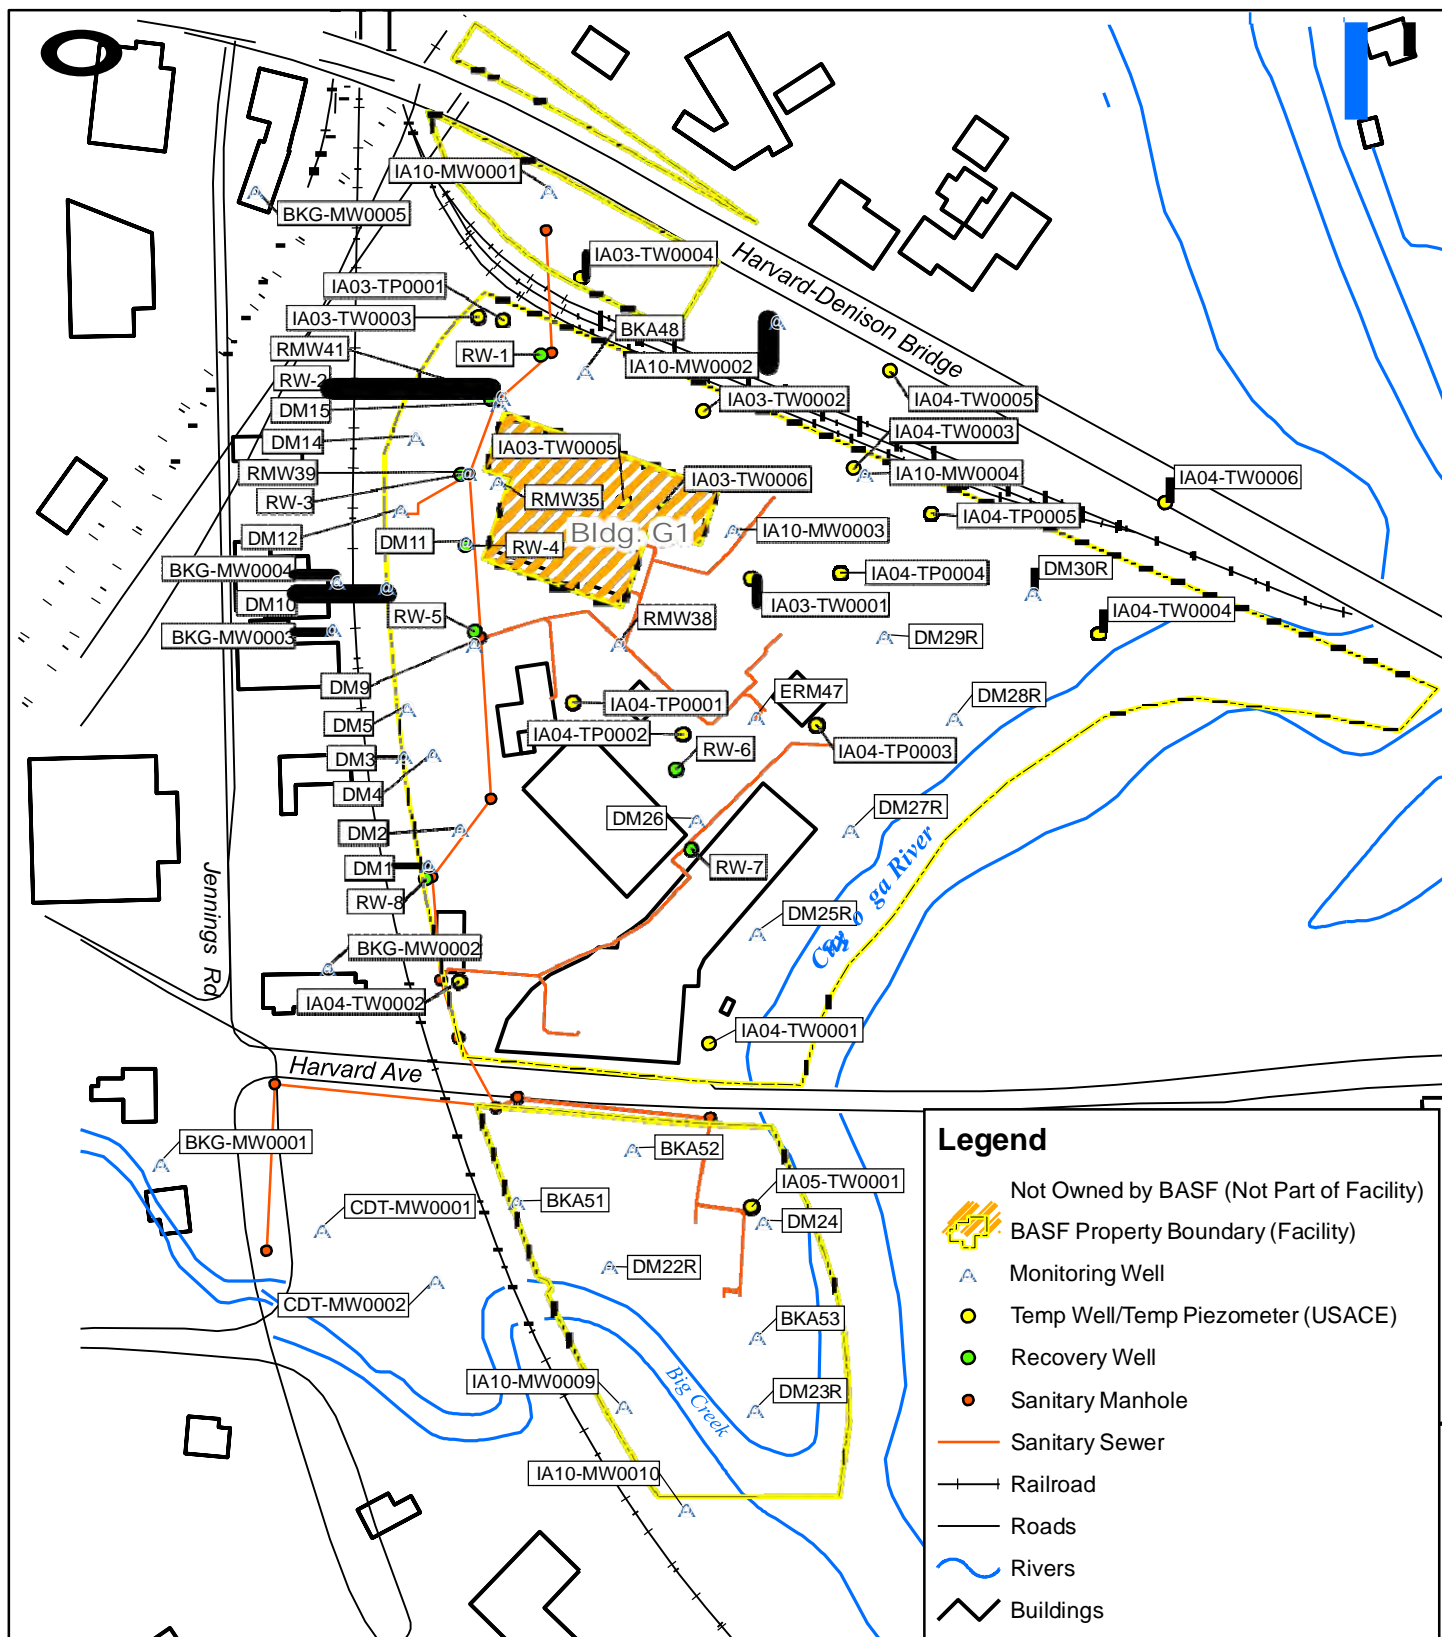 IA10-MW0001
BKG-MW0005
IA03-TW0004
Harvard-Denison Bridge
IA03-TP0001
IA03-TW0003
BKA48
RMW41
RW-1
IA10-MW0002
RW-2
IA03-TW0002
IA04-TW0005
DM15
IA04-TW0003
DM14
IA03-TW0005
RMW39
IA03-TW0006
IA10-MW0004
IA04-TW0006
RW-3
RMW35
IA04-TP0005
DM12
DM11
RW-4
Bldg. G1
IA10-MW0003
BKG-MW0004
IA04-TP0004
DM30R
DM10
IA03-TW0001
IA04-TW0004
BKG-MW0003
RW-5
RMW38
DM29R
DM9
ERM47
DM28R
IA04-TP0001
DM5
IA04-TP0002
RW-6
IA04-TP0003
DM3
DM4
DM27R
DM26
DM2
River
DM1
RW-7
Jennings Rd
RW-8
DM25R
BKG-MW0002
IA04-TW0002
IA04-TW0001
Harvard Ave
BKG-MW0001
BKA52
IA05-TW0001
CDT-MW0001
BKA51
DM24
DM22R
CDT-MW0002
BKA53
IA10-MW0009
Big Creek
DM23R
IA10-MW0010
Legend
Not Owned by BASF (Not Part of Facility)
BASF Property Boundary (Facility)
Monitoring Well
Temp Well/Temp Piezometer (USACE)
Recovery Well
Sanitary Manhole
Sanitary Sewer
Railroad
Roads
Rivers
Buildings